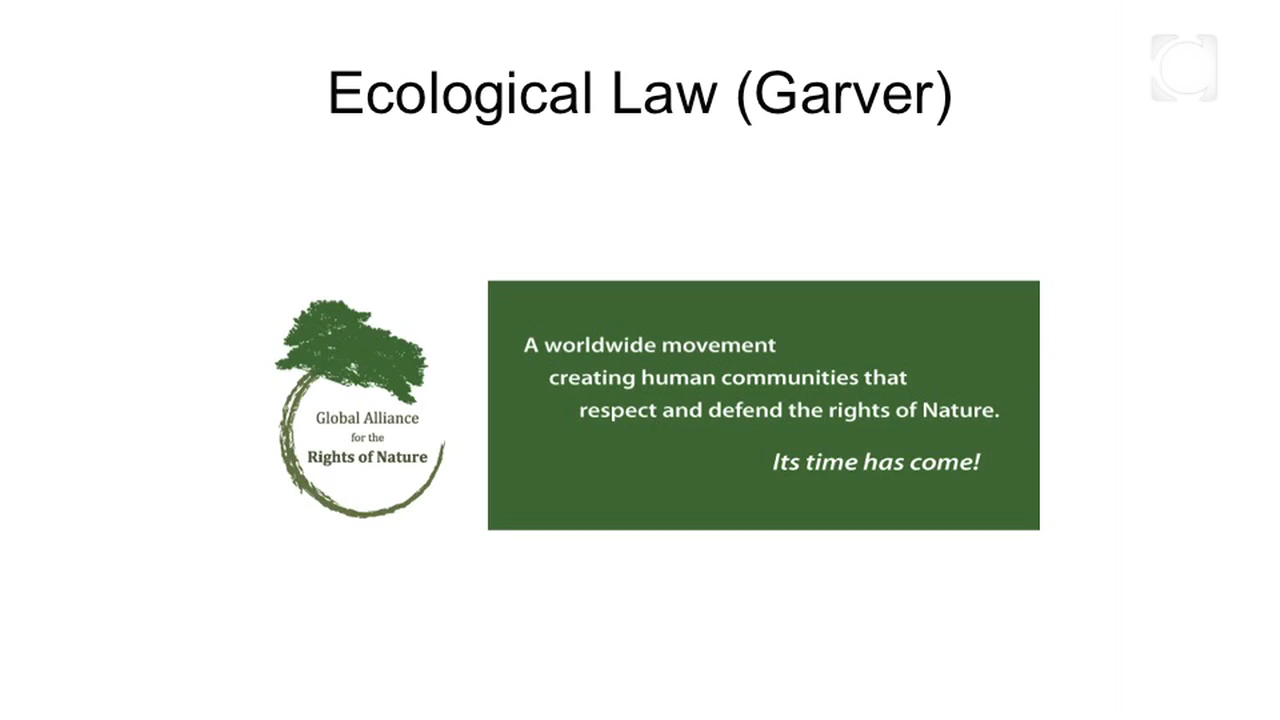 Ecological Law (Garver)
Global Alliance
for the
Rights of Nature
A worldwide movement
creating human communities that
respect and defend the rights of Nature.
Its time has come!